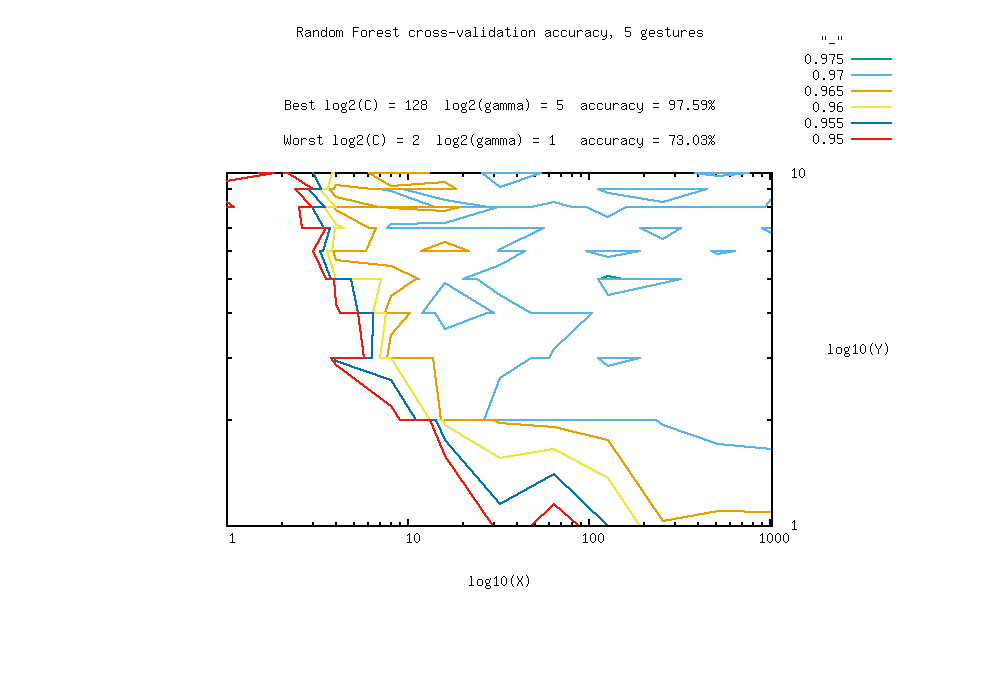 Random Forest cross-validation accuracy, 5 gestures
"_"
0.975
0.97
0.965
0.96
0.955
0.95
Best log2(C) = 128  log2(gamma) = 5  accuracy = 97.59%
Worst log2(C) = 2  log2(gamma) = 1   accuracy = 73.03%
10
log10(Y)
1
1 10 100 1000
log10(X)